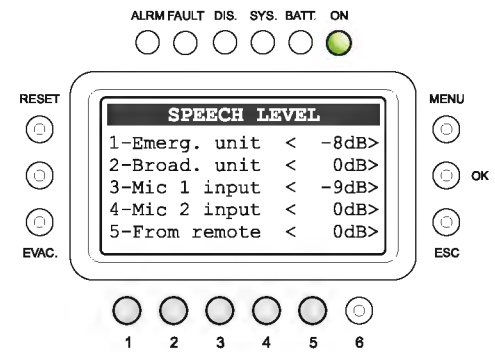 ALRM FAULT DIS. SYS. BATT. ON
RESET
MENU
SPEECH LEVEL
1-Emerg. unit < -8dB>
2-Broad. unit < 0dB>
3-Mic 1 input < -9dB>
4-Mic 2 input < 0dB>
5-From remote < 0dB>
OK
EVAC.
ESC
1 2 3 4 5 6